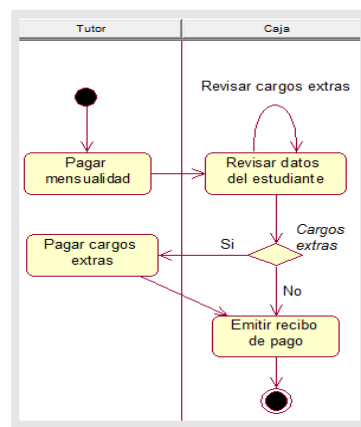 Tutor
Caja
Revisar cargos extras
Pagar
mensualidad
Revisar datos
del estudiante
Cargos
extras
Si
Pagar cargos
extras
No
Emitir recibo
de pago